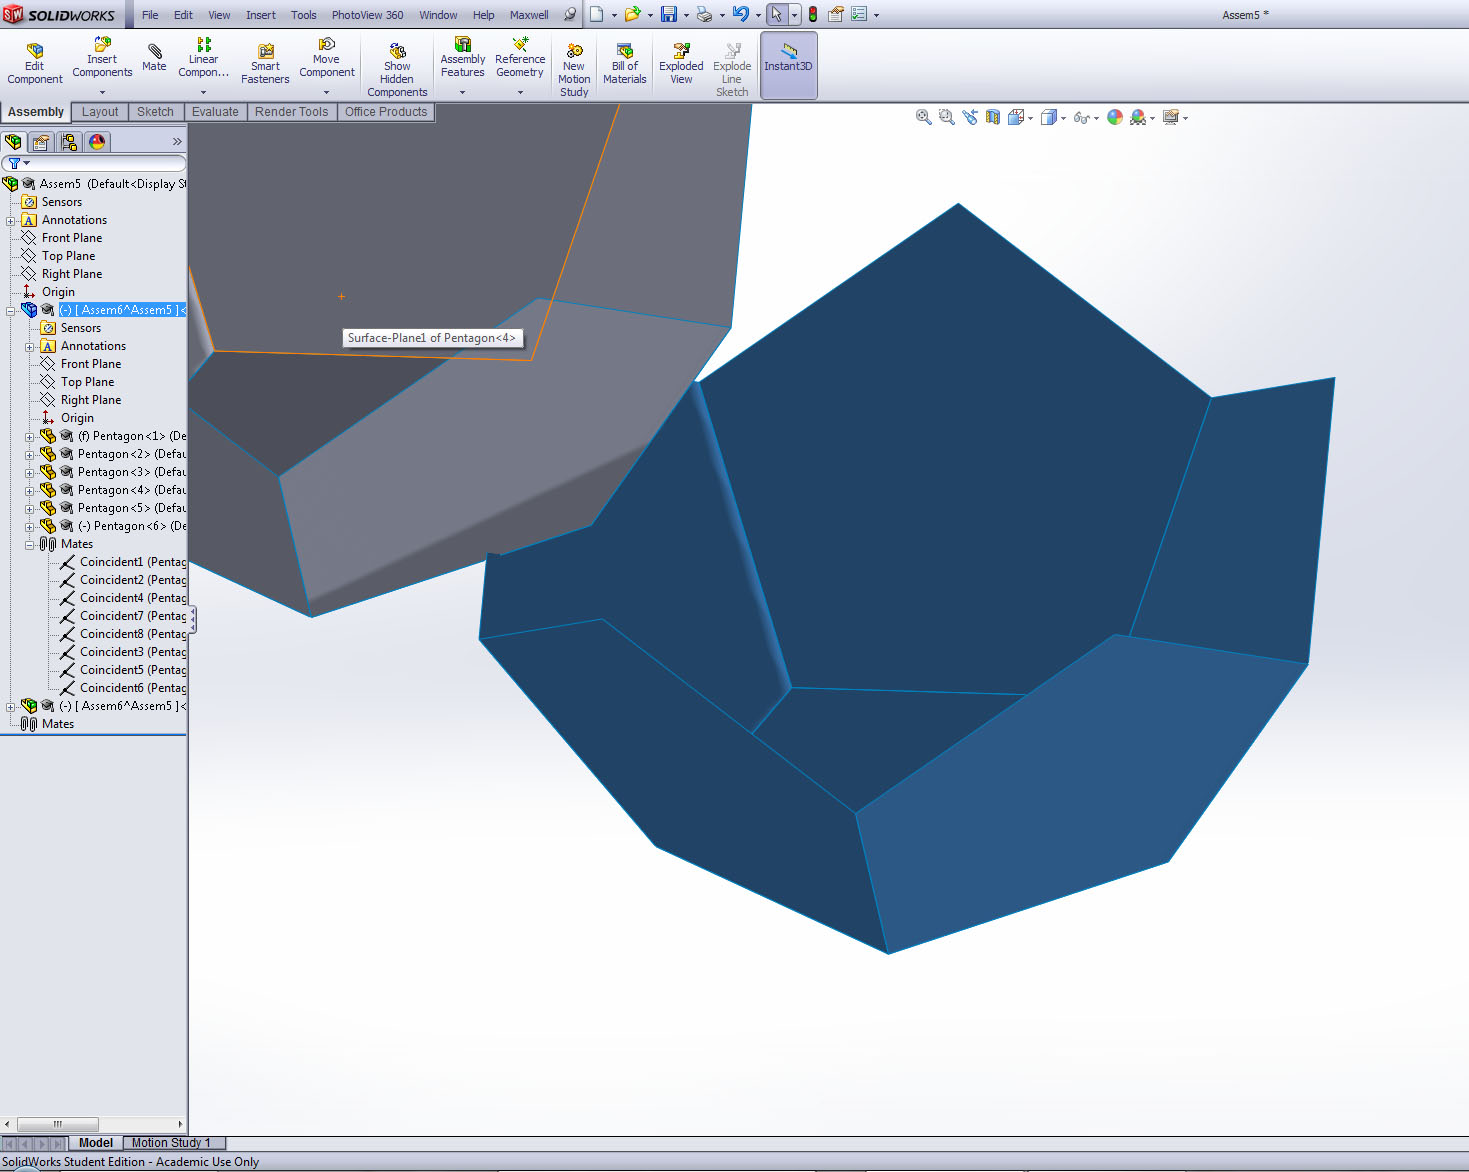 SW SOLIDWORKS File Edit View Insert Tools PhotoView 360 Window Help Maxwell Assem5 *
Edit Component
Insert Components
Mate
Linear Compon...
Smart Fasteners
Move Component
Show Hidden Components
Assembly Features
Reference Geometry
New Motion Study
Bill of Materials
Exploded View
Explode Line Sketch
Instant3D
Assembly Layout Sketch Evaluate Render Tools Office Products
Assem5 (Default<Display St
Sensors
A Annotations
Front Plane
Top Plane
Right Plane
Origin
(-) [ Assem6^Assem5 ]<
Sensors
A Annotations
Front Plane
Top Plane
Right Plane
Origin
(f) Pentagon<1> (De
Pentagon<2> (Defau
Pentagon<3> (Defau
Pentagon<4> (Defau
Pentagon<5> (Defau
(-) Pentagon<6> (De
Mates
Coincident1 (Pentag
Coincident2 (Pentag
Coincident4 (Pentag
Coincident7 (Pentag
Coincident8 (Pentag
Coincident3 (Pentag
Coincident5 (Pentag
Coincident6 (Pentag
(-) [ Assem6^Assem5 ]<
Mates
Surface-Plane1 of Pentagon<4>
Model Motion Study 1
SolidWorks Student Edition - Academic Use Only